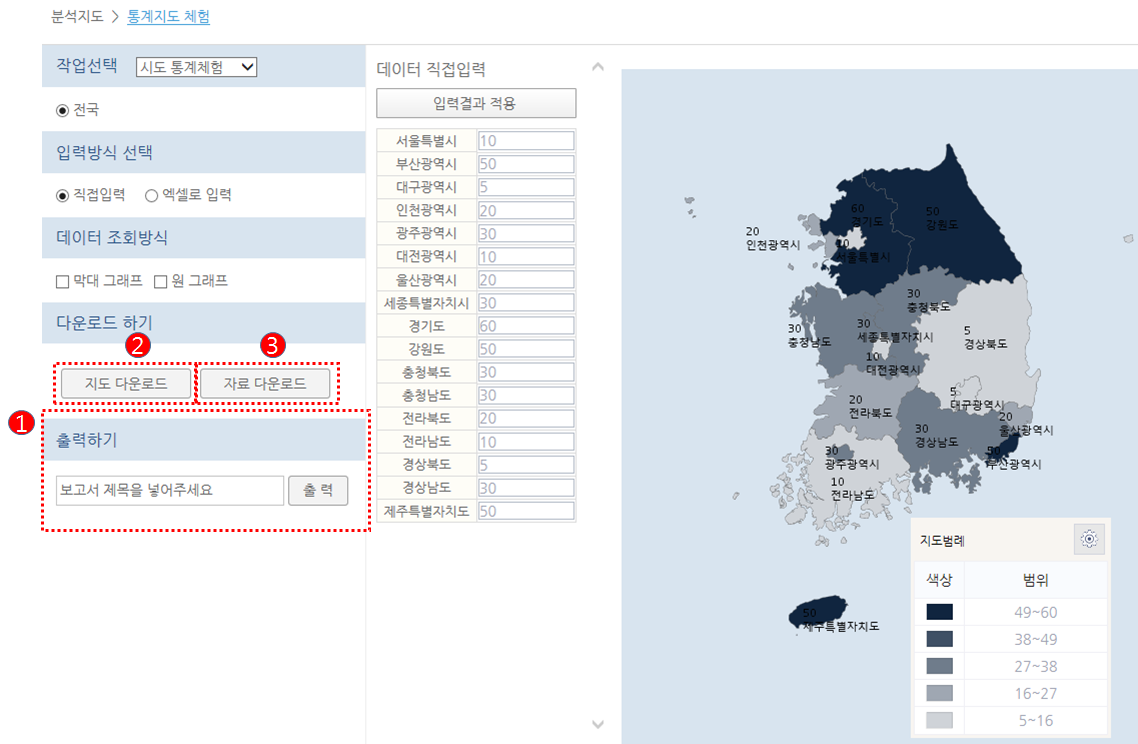 분석지도 > 통계지도 체험
작업선택 시도 통계체험
전국
입력방식 선택
직접입력 엑셀로 입력
데이터 조회방식
막대 그래프 원 그래프
다운로드 하기
2 3
지도 다운로드 자료 다운로드
1
출력하기
보고서 제목을 넣어주세요 출 력
데이터 직접입력
입력결과 적용
서울특별시 10
부산광역시 50
대구광역시 5
인천광역시 20
광주광역시 30
대전광역시 10
울산광역시 20
세종특별자치시 30
경기도 60
강원도 50
충청북도 30
충청남도 30
전라북도 20
전라남도 10
경상북도 5
경상남도 30
제주특별자치도 50
60
경기도
50
강원도
20
인천광역시
10
서울특별시
30
충청북도
30
충청남도
30
세종특별자치시
5
경상북도
10
대전광역시
5
대구광역시
20
전라북도
20
울산광역시
30
경상남도
50
부산광역시
30
광주광역시
10
전라남도
50
제주특별자치도
지도범례
색상 범위
49~60
38~49
27~38
16~27
5~16